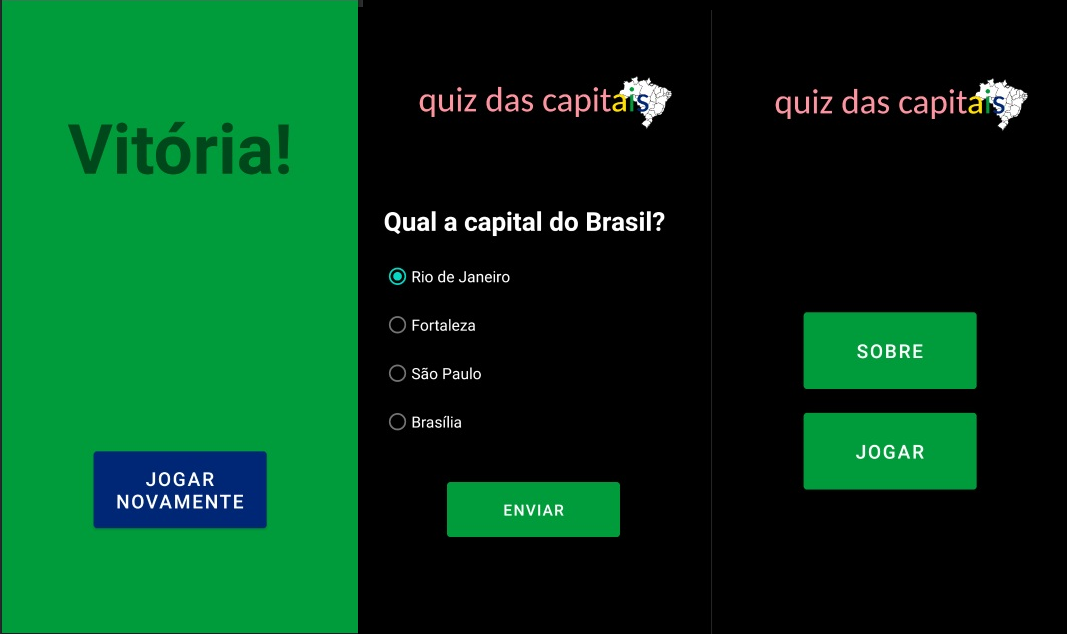 Vitória!
JOGAR
NOVAMENTE
quiz das capitais
Qual a capital do Brasil?
Rio de Janeiro
Fortaleza
São Paulo
Brasília
ENVIAR
quiz das capitais
SOBRE
JOGAR